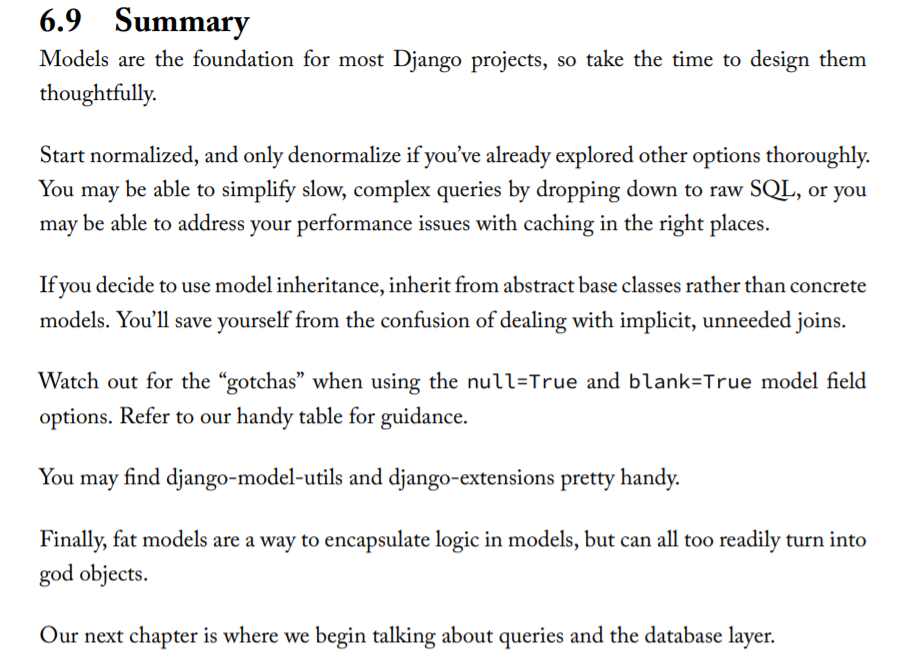 6.9 Summary
Models are the foundation for most Django projects, so take the time to design them
thoughtfully.
Start normalized, and only denormalize if you’ve already explored other options thoroughly.
You may be able to simplify slow, complex queries by dropping down to raw SQL, or you
may be able to address your performance issues with caching in the right places.
If you decide to use model inheritance, inherit from abstract base classes rather than concrete
models. You’ll save yourself from the confusion of dealing with implicit, unneeded joins.
Watch out for the “gotchas” when using the null=True and blank=True model field
options. Refer to our handy table for guidance.
You may find django-model-utils and django-extensions pretty handy.
Finally, fat models are a way to encapsulate logic in models, but can all too readily turn into
god objects.
Our next chapter is where we begin talking about queries and the database layer.